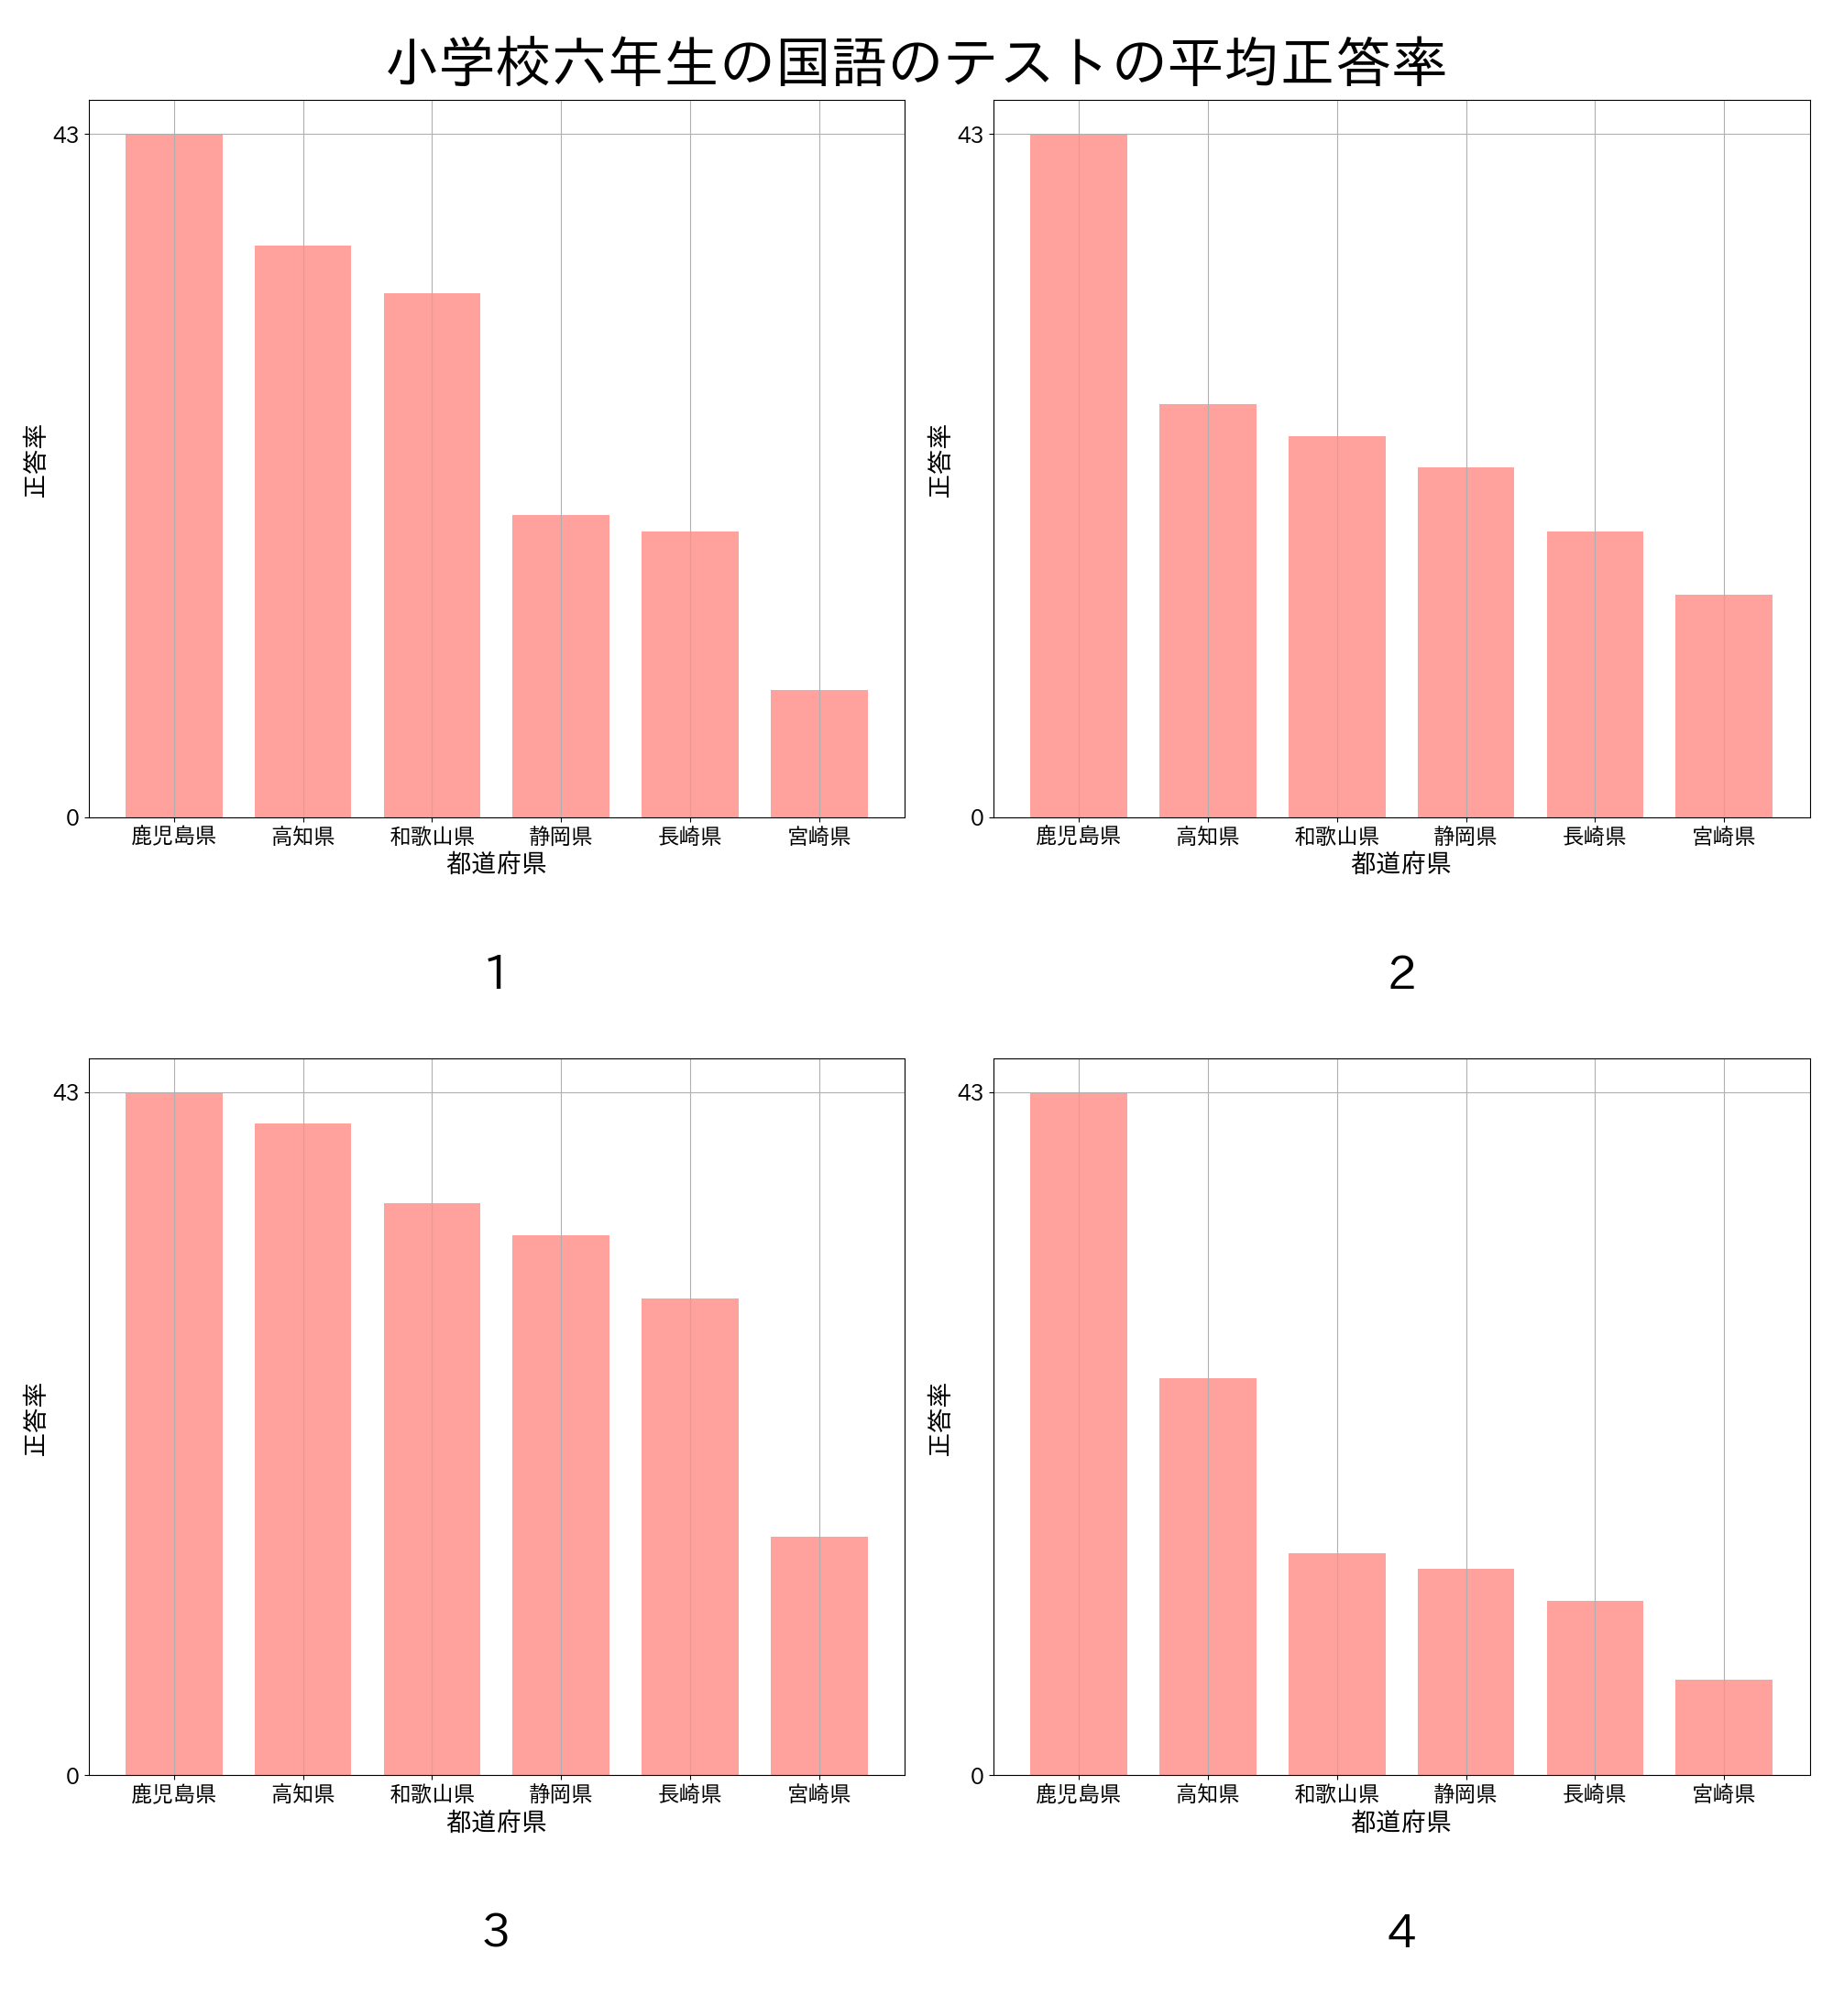 小学校六年生の国語のテストの平均正答率
43
0
正答率
鹿児島県 高知県 和歌山県 静岡県 長崎県 宮崎県
都道府県
1
43
0
正答率
鹿児島県 高知県 和歌山県 静岡県 長崎県 宮崎県
都道府県
2
43
0
正答率
鹿児島県 高知県 和歌山県 静岡県 長崎県 宮崎県
都道府県
3
43
0
正答率
鹿児島県 高知県 和歌山県 静岡県 長崎県 宮崎県
都道府県
4